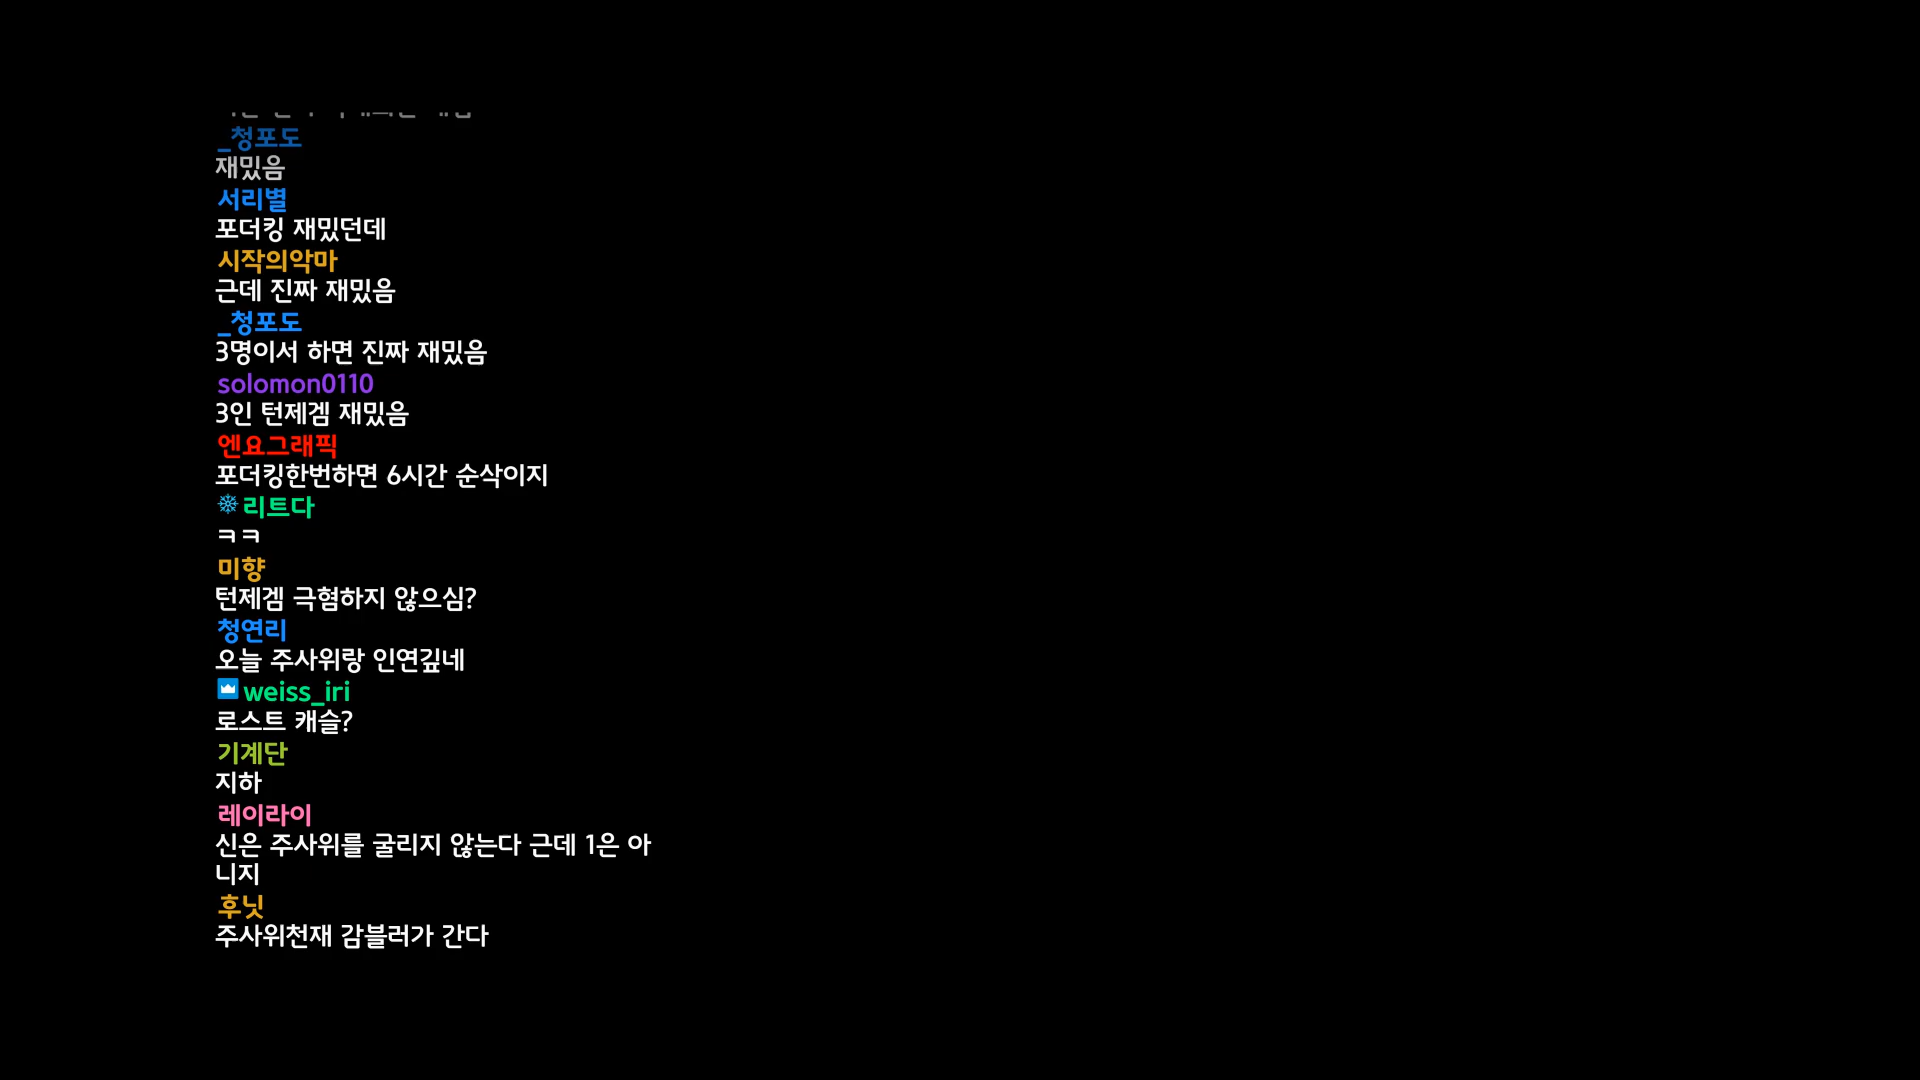 _청포도
재밌음
서리별
포더킹 재밌던데
시작의악마
근데 진짜 재밌음
_청포도
3명이서 하면 진짜 재밌음
solomon0110
3인 턴제겜 재밌음
엔요그래픽
포더킹한번하면 6시간 순삭이지
리트다
ㅋㅋ
미향
턴제겜 극혐하지 않으심?
청연리
오늘 주사위랑 인연깊네
weiss_iri
로스트 캐슬?
기계단
지하
레이라이
신은 주사위를 굴리지 않는다 근데 1은 아
니지
후닛
주사위천재 감블러가 간다